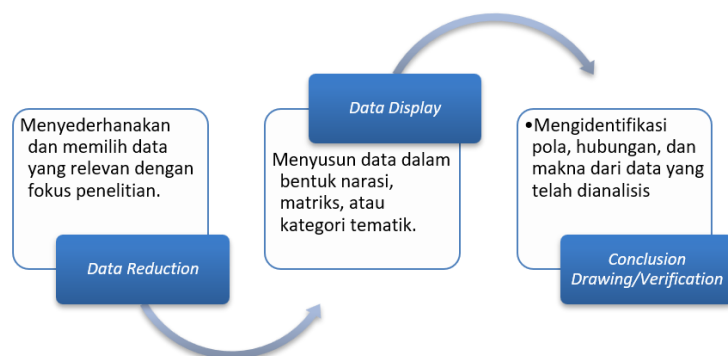 Menyederhanakan
dan memilih data
yang relevan dengan
fokus penelitian.
Data Reduction
Data Display
Menyusun data dalam
bentuk narasi,
matriks, atau
kategori tematik.
•Mengidentifikasi
pola, hubungan, dan
makna dari data yang
telah dianalisis
Conclusion
Drawing/Verification